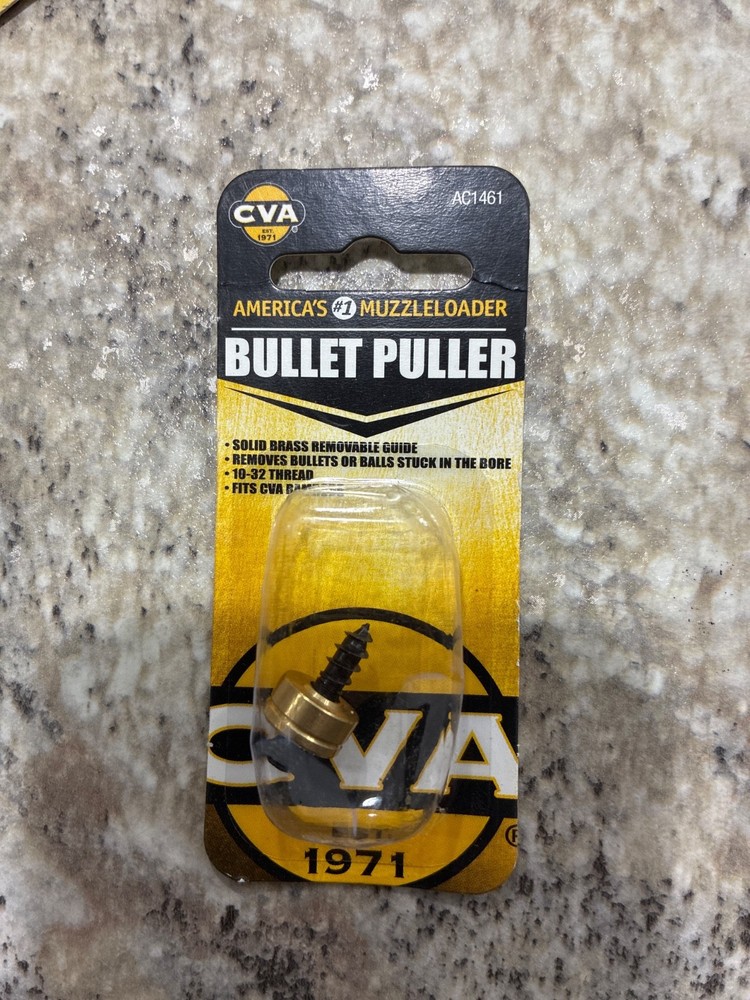 CVA
EST.
1971
®
AC1461
AMERICA'S #1 MUZZLELOADER
BULLET PULLER
• SOLID BRASS REMOVABLE GUIDE
• REMOVES BULLETS OR BALLS STUCK IN THE BORE
• 10-32 THREAD
• FITS CVA
CVA
EST.
1971
®